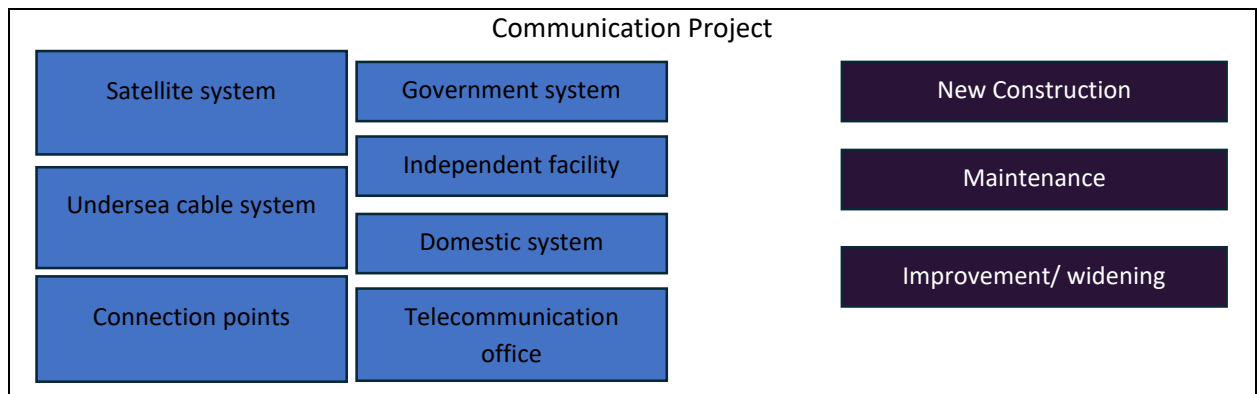 Communication Project
Satellite system
Undersea cable system
Connection points
Government system
Independent facility
Domestic system
Telecommunication
office
New Construction
Maintenance
Improvement/ widening